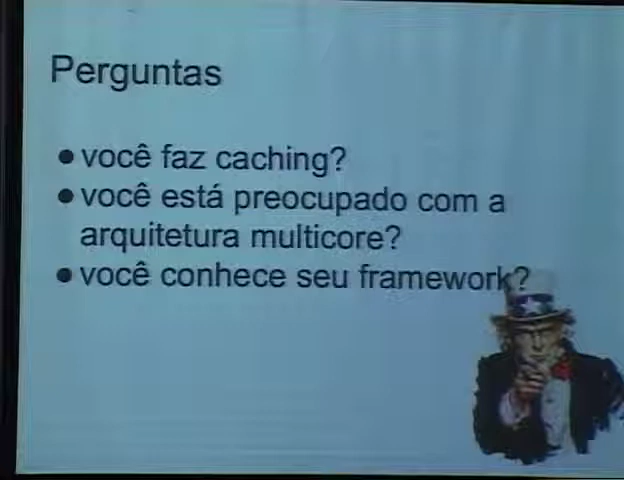 Perguntas
● você faz caching?
● você está preocupado com a
arquitetura multicore?
● você conhece seu framework?